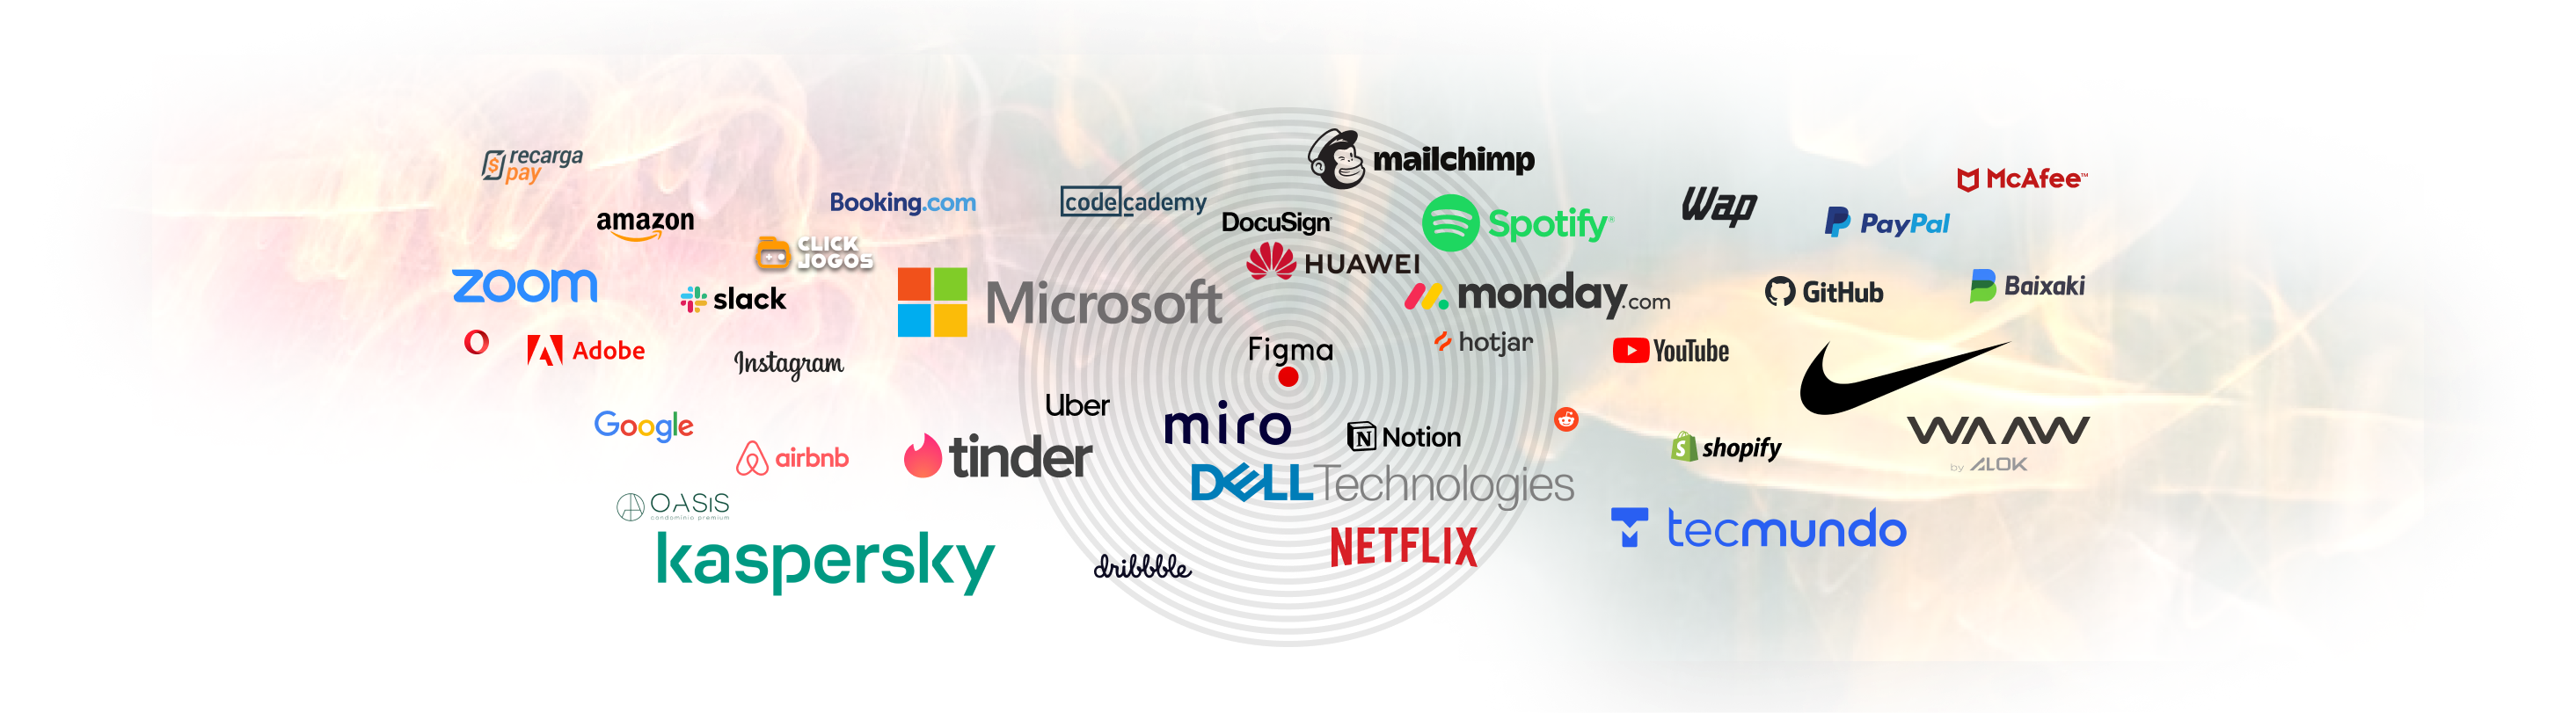 recarga
pay
amazon
Booking.com
CLICK
JOGOS
zoom
slack
Microsoft
Adobe
Instagram
Google
airbnb
tinder
Uber
OASIS
condomínio premium
kaspersky
dribbble
codecademy
mailchimp
DocuSign
Spotify®
HUAWEI
monday.com
Figma
hotjar
miro
Notion
DELL Technologies
NETFLIX
Wap
PayPal
McAfee™
GitHub
Baixaki
YouTube
shopify
WAAW
by ALOK
tecmundo